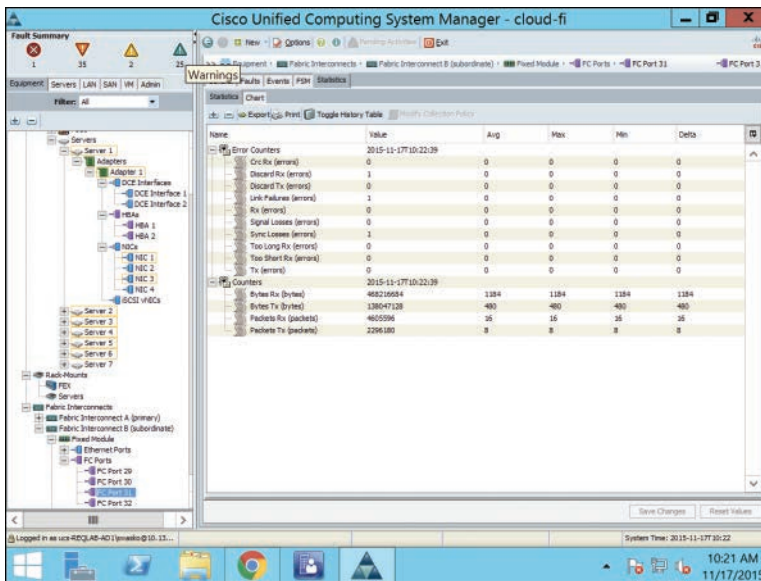 Cisco Unified Computing System Manager - cloud-fi
Fault Summary
1 35 2 25
New Options Pending Activities Exit
Equipment Fabric Interconnects Fabric Interconnect B (subordinate) Fixed Module FC Ports FC Port 31
FC Port 3
Warnings
Faults Events FSM Statistics
Equipment Servers LAN SAN VM Admin
Filter: All
Statistics Chart
Export Print Toggle History Table Modify Collection Policy
Name Value Avg Max Min Delta
Error Counters 2015-11-17T10:22:39
Crc Rx (errors) 0 0 0 0 0
Discard Rx (errors) 1 0 0 0 0
Discard Tx (errors) 0 0 0 0 0
Link Failures (errors) 1 0 0 0 0
Rx (errors) 0 0 0 0 0
Signal Losses (errors) 0 0 0 0 0
Sync Losses (errors) 1 0 0 0 0
Too Long Rx (errors) 0 0 0 0 0
Too Short Rx (errors) 0 0 0 0 0
Tx (errors) 0 0 0 0 0
Counters 2015-11-17T10:22:39
Bytes Rx (bytes) 468216684 1184 1184 1184 1184
Bytes Tx (bytes) 138047128 480 480 480 480
Packets Rx (packets) 4605596 16 16 16 16
Packets Tx (packets) 2296180 8 8 8 8
Servers
Server 1
Adapters
Adapter 1
DCE Interfaces
DCE Interface 1
DCE Interface 2
HBAs
HBA 1
HBA 2
NICs
NIC 1
NIC 2
NIC 3
NIC 4
iSCSI vNICs
Server 2
Server 3
Server 4
Server 5
Server 6
Server 7
Rack-Mounts
FEX
Servers
Fabric Interconnects
Fabric Interconnect A (primary)
Fabric Interconnect B (subordinate)
Fixed Module
Ethernet Ports
FC Ports
FC Port 29
FC Port 30
FC Port 31
FC Port 32
Save Changes Reset Values
System Time: 2015-11-17T10:22
10:21 AM
11/17/2015